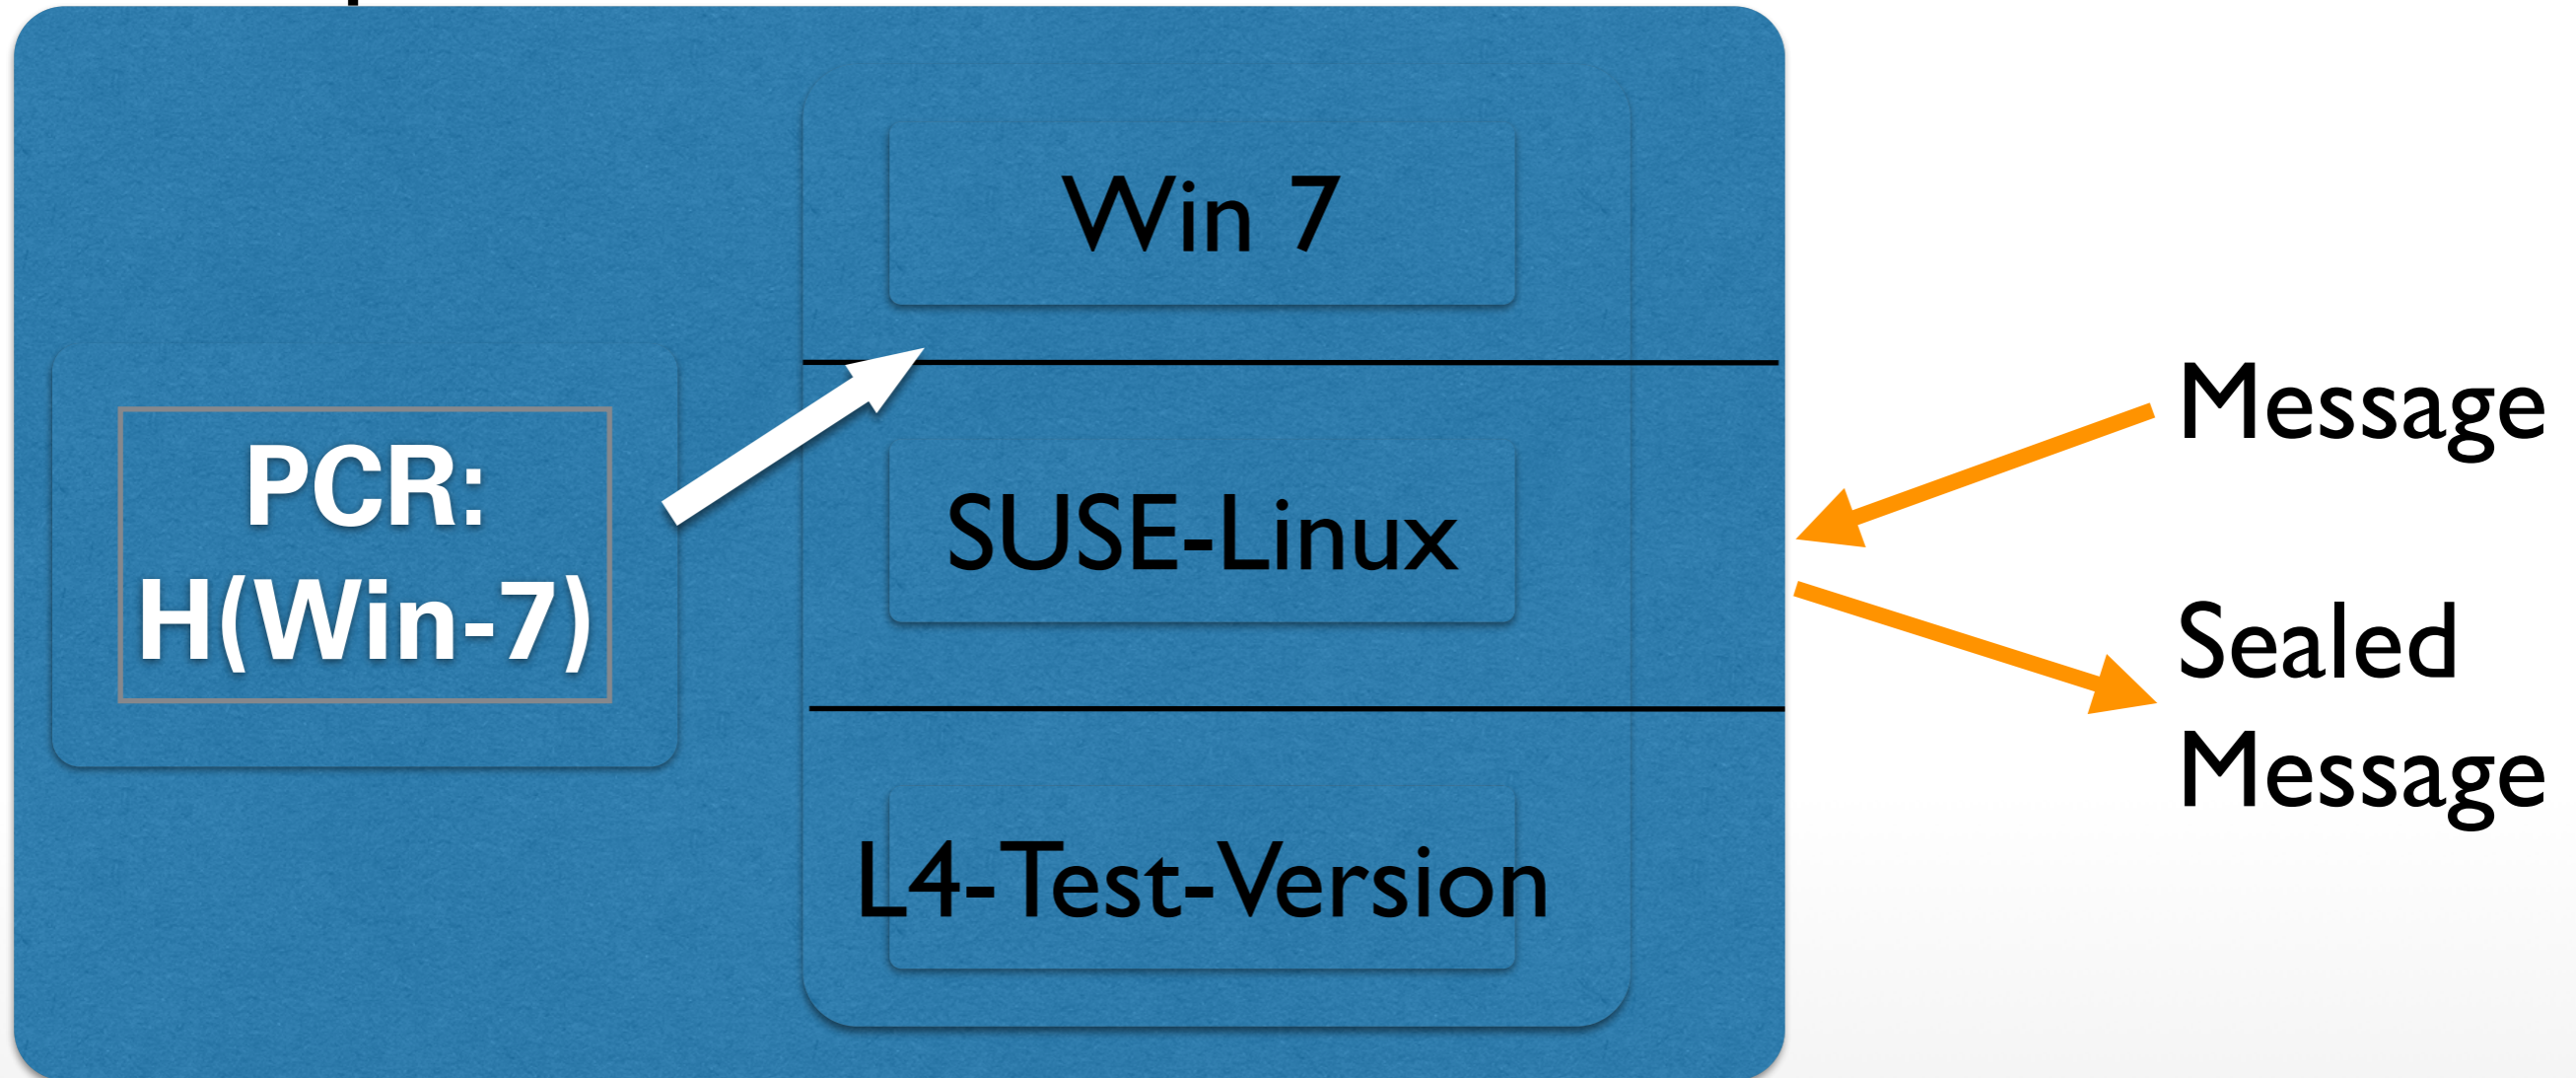 PCR:
H(Win-7)
Win 7
SUSE-Linux
L4-Test-Version
Message
Sealed
Message